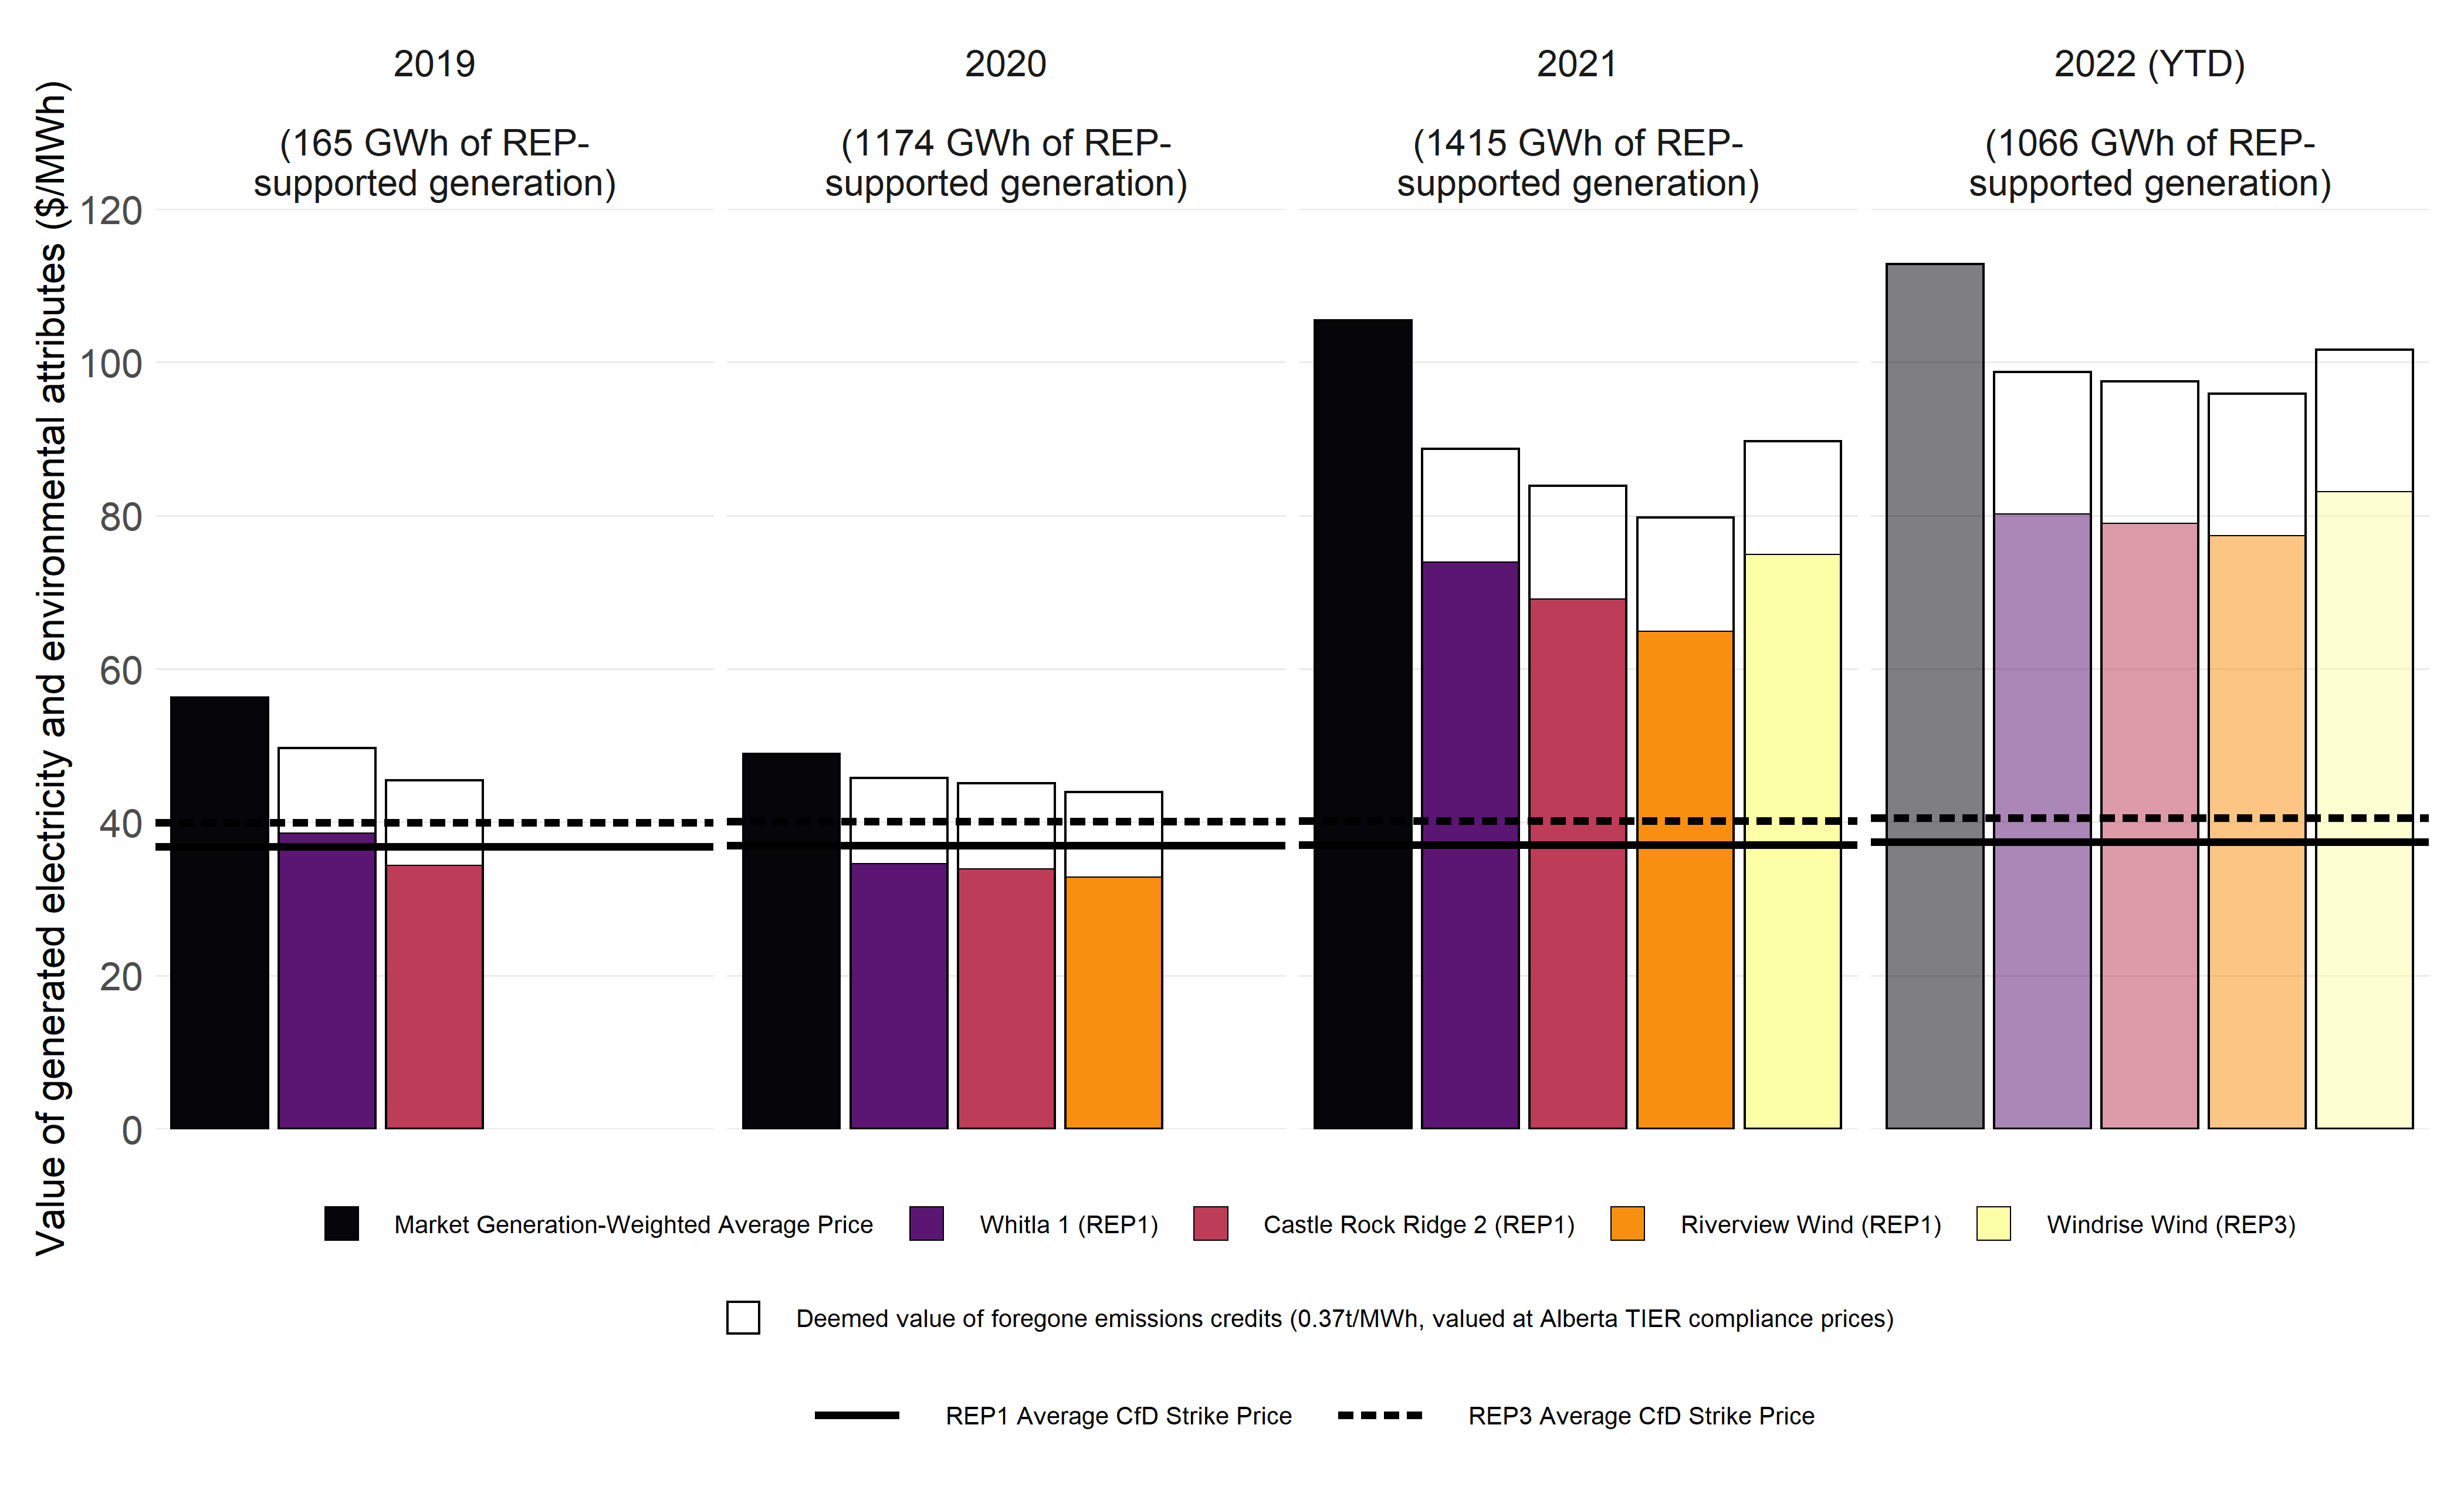 2019
(165 GWh of REP-
supported generation)
2020
(1174 GWh of REP-
supported generation)
2021
(1415 GWh of REP-
supported generation)
2022 (YTD)
(1066 GWh of REP-
supported generation)
Value of generated electricity and environmental attributes ($/MWh)
120
100
80
60
40
20
0
Market Generation-Weighted Average Price
Whitla 1 (REP1)
Castle Rock Ridge 2 (REP1)
Riverview Wind (REP1)
Windrise Wind (REP3)
Deemed value of foregone emissions credits (0.37t/MWh, valued at Alberta TIER compliance prices)
REP1 Average CfD Strike Price
REP3 Average CfD Strike Price